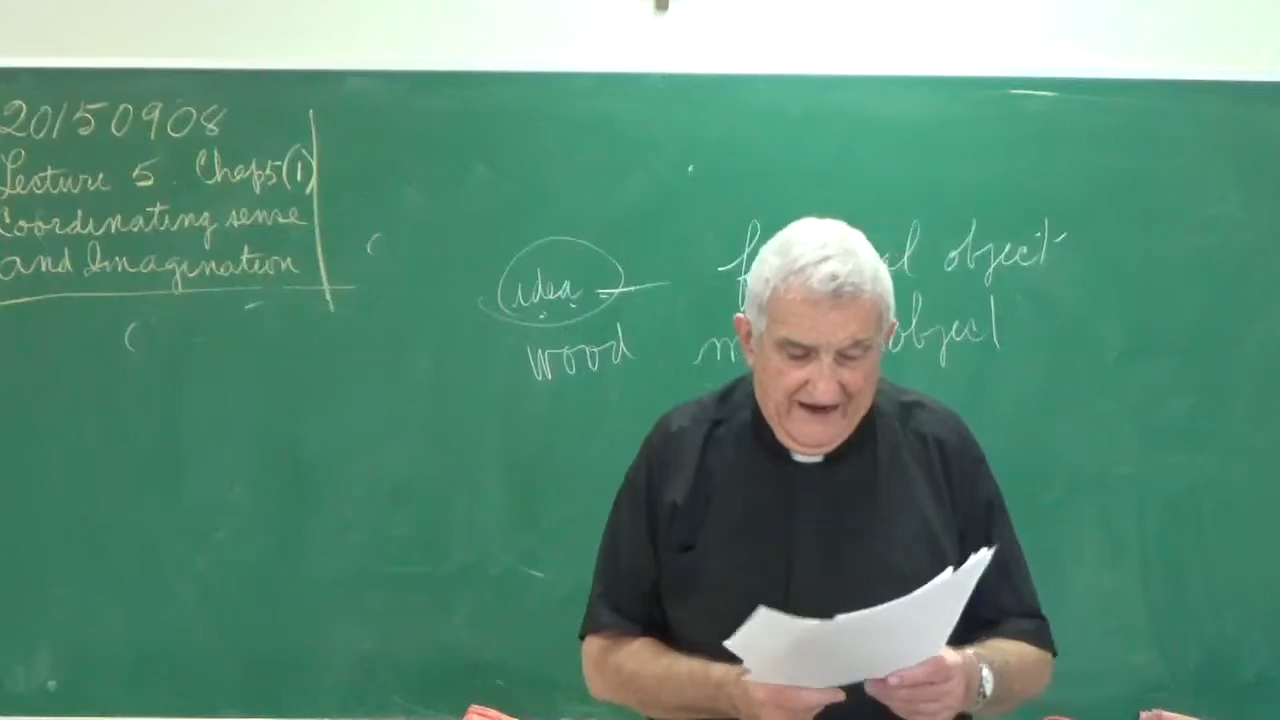 20150908
Lecture 5 Chap5(1)
Coordinating sense
and Imagination
idea — object
wood object